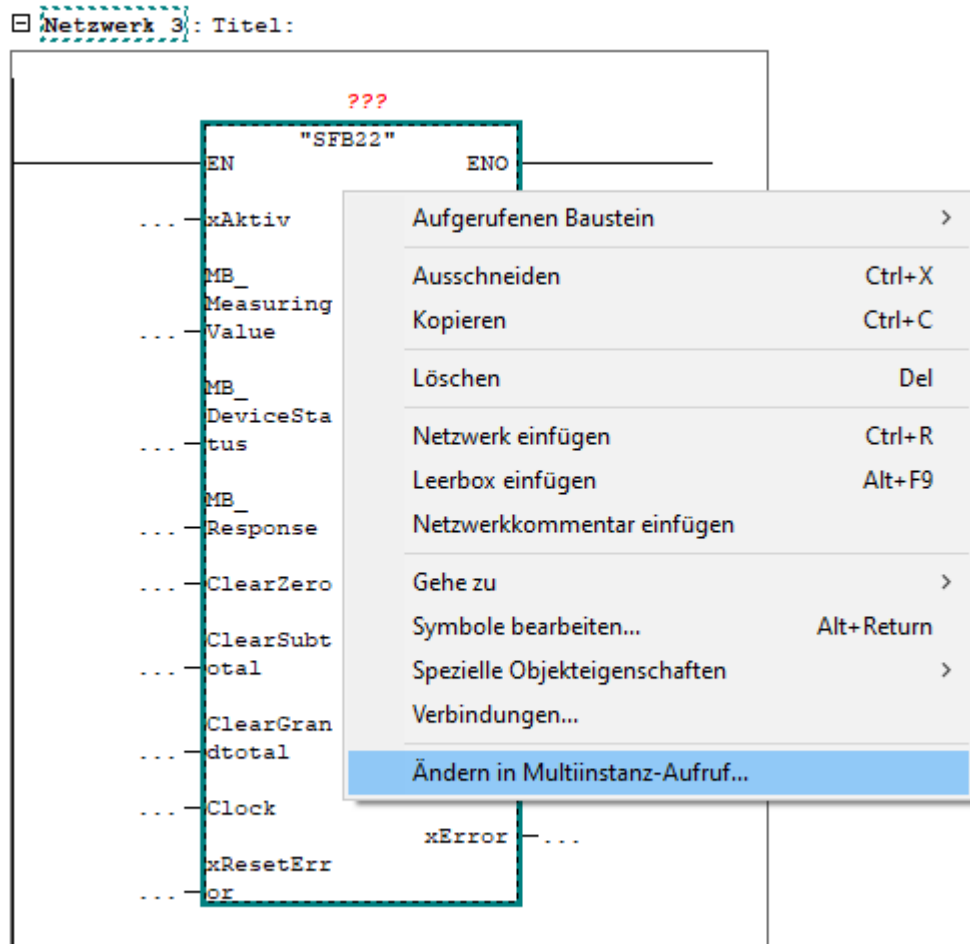 Netzwerk 3: Titel:
???
"SFB22"
EN ENO
... xAktiv
MB_
Measuring
... Value
MB_
DeviceSta
... tus
MB_
... Response
... ClearZero
ClearSubt
... otal
ClearGran
... dtotal
... Clock
xError ...
xResetErr
... or
Aufgerufenen Baustein >
Ausschneiden Ctrl+X
Kopieren Ctrl+C
Löschen Del
Netzwerk einfügen Ctrl+R
Leerbox einfügen Alt+F9
Netzwerkkommentar einfügen
Gehe zu >
Symbole bearbeiten... Alt+Return
Spezielle Objekteigenschaften >
Verbindungen...
Ändern in Multiinstanz-Aufruf...